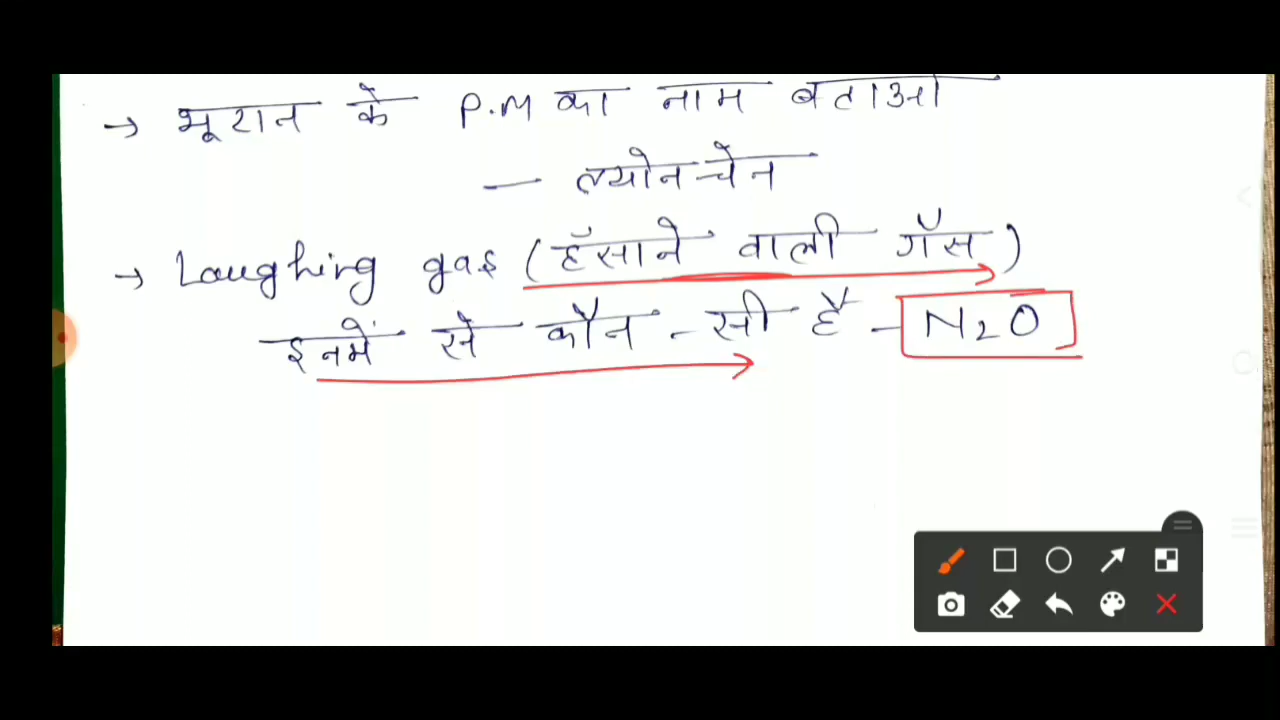 → भूटान के P.M का नाम बताओ
— ल्योनचेन
→ Laughing gas (हँसाने वाली गैस)
इनमें से कौन-सी है - N₂O